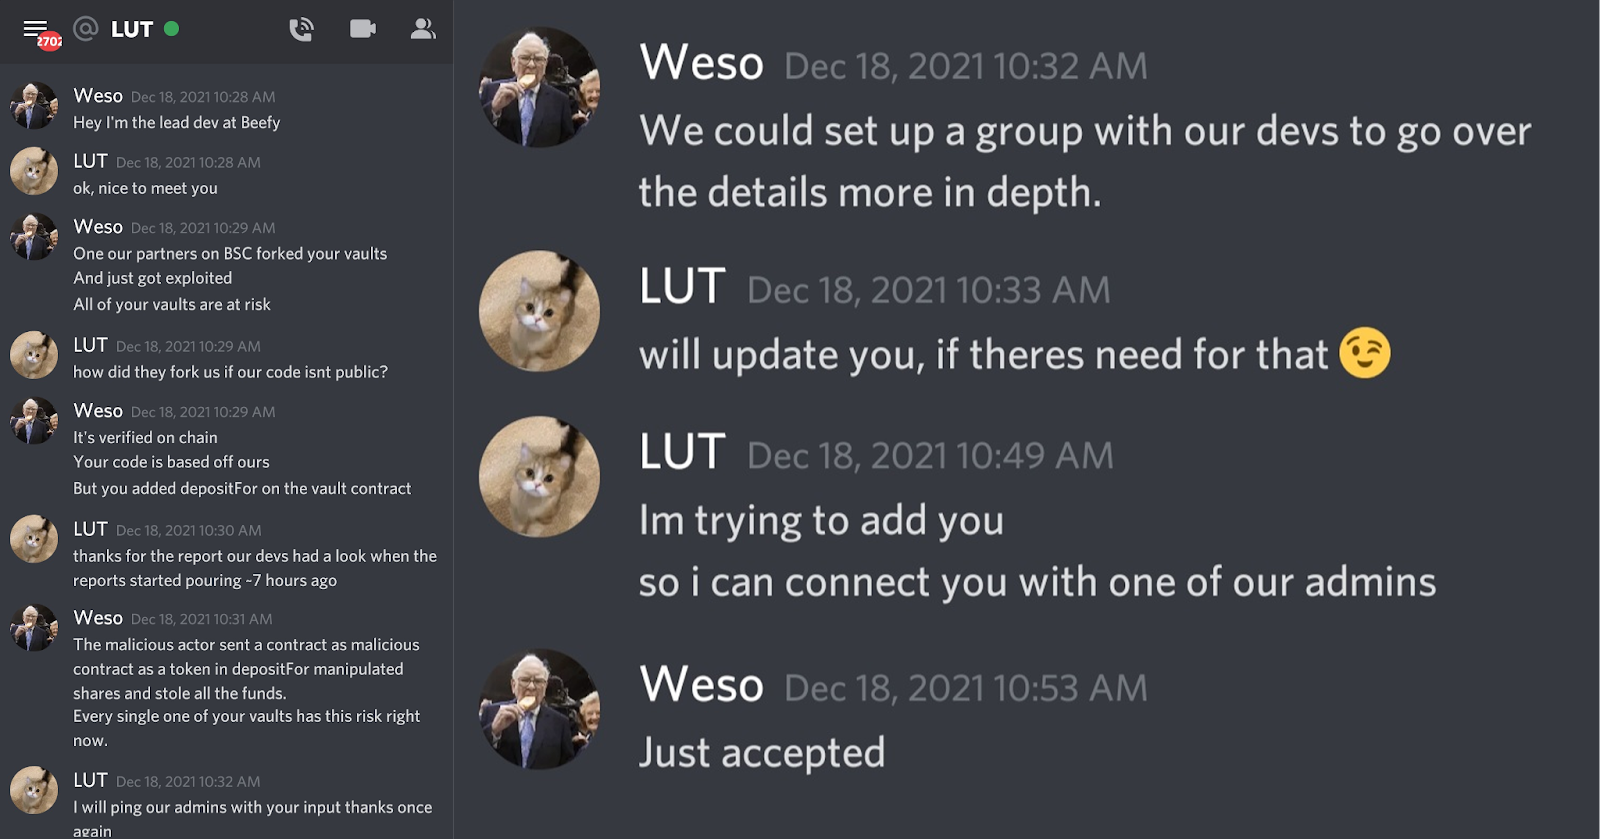 2702
@ LUT
Weso Dec 18, 2021 10:28 AM
Hey I'm the lead dev at Beefy
LUT Dec 18, 2021 10:28 AM
ok, nice to meet you
Weso Dec 18, 2021 10:29 AM
One our partners on BSC forked your vaults
And just got exploited
All of your vaults are at risk
LUT Dec 18, 2021 10:29 AM
how did they fork us if our code isnt public?
Weso Dec 18, 2021 10:29 AM
It's verified on chain
Your code is based off ours
But you added depositFor on the vault contract
LUT Dec 18, 2021 10:30 AM
thanks for the report our devs had a look when the
reports started pouring ~7 hours ago
Weso Dec 18, 2021 10:31 AM
The malicious actor sent a contract as malicious
contract as a token in depositFor manipulated
shares and stole all the funds.
Every single one of your vaults has this risk right
now.
LUT Dec 18, 2021 10:32 AM
I will ping our admins with your input thanks once
again
Weso Dec 18, 2021 10:32 AM
We could set up a group with our devs to go over
the details more in depth.
LUT Dec 18, 2021 10:33 AM
will update you, if theres need for that 😉
LUT Dec 18, 2021 10:49 AM
Im trying to add you
so i can connect you with one of our admins
Weso Dec 18, 2021 10:53 AM
Just accepted